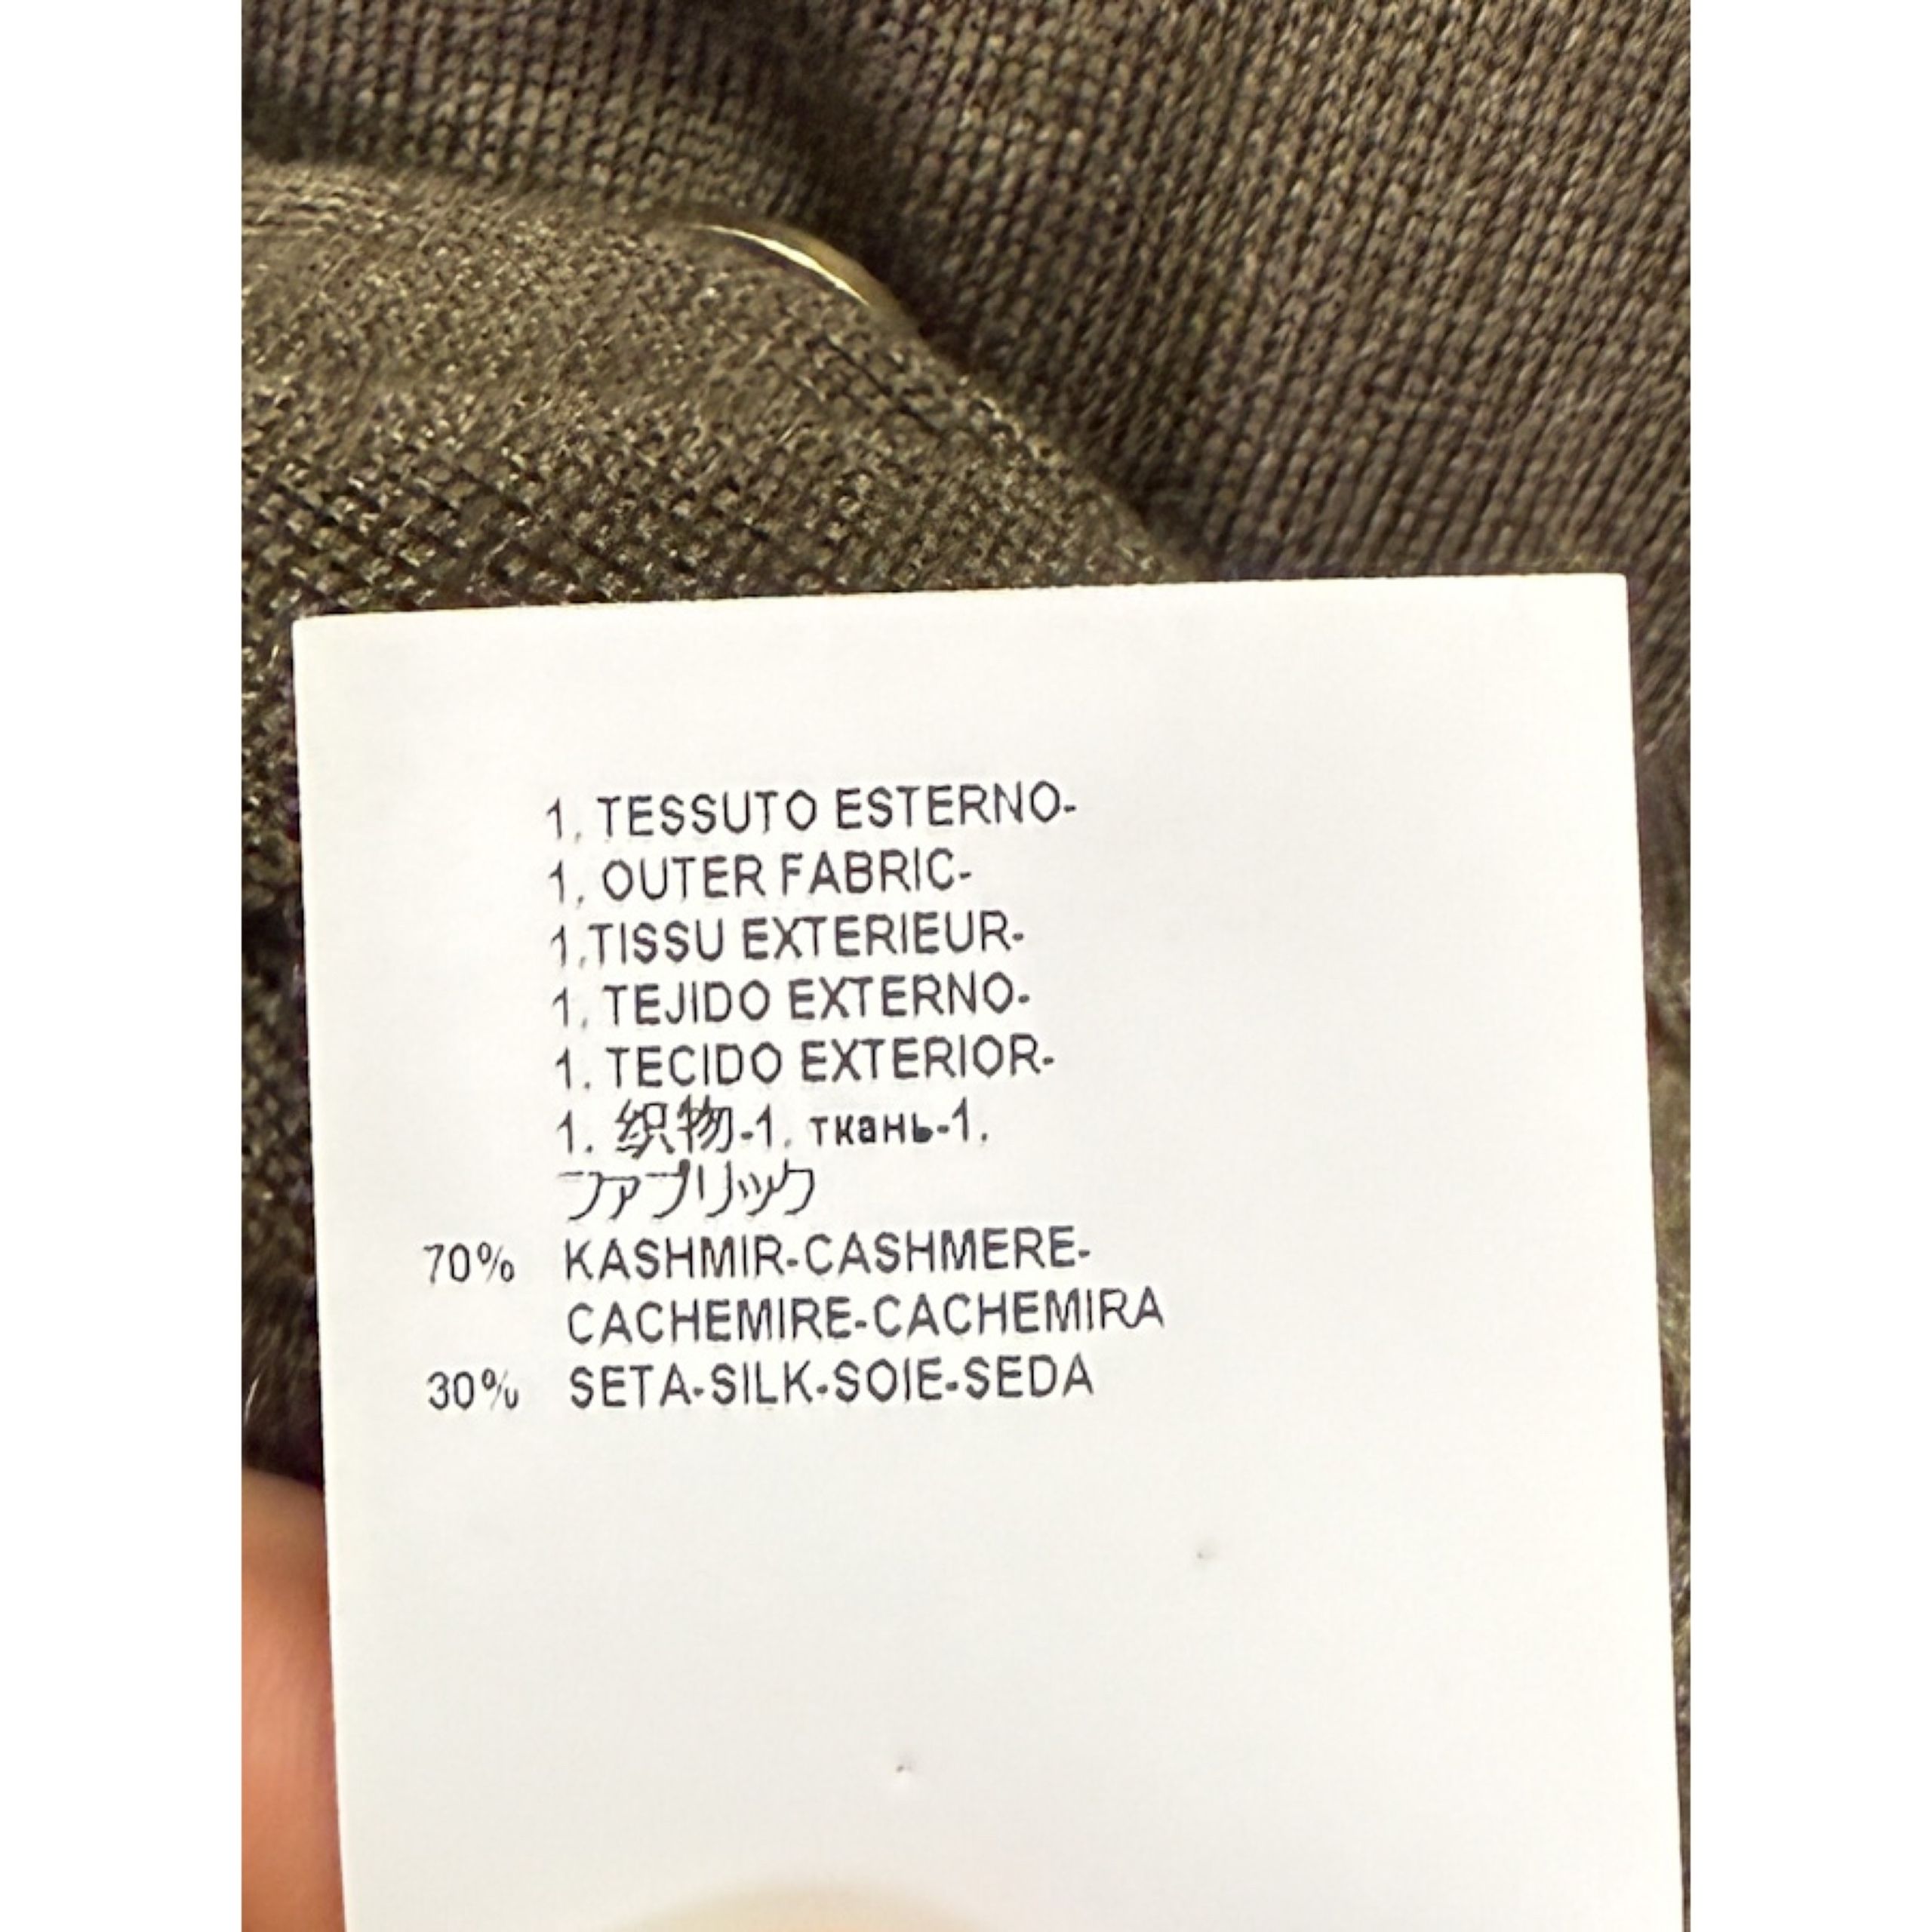 1. TESSUTO ESTERNO-
1. OUTER FABRIC-
1.TISSU EXTERIEUR-
1. TEJIDO EXTERNO-
1. TECIDO EXTERIOR-
1. 织物-1. ткань-1.
ファブリック
70% KASHMIR-CASHMERE-
CACHEMIRE-CACHEMIRA
30% SETA-SILK-SOIE-SEDA